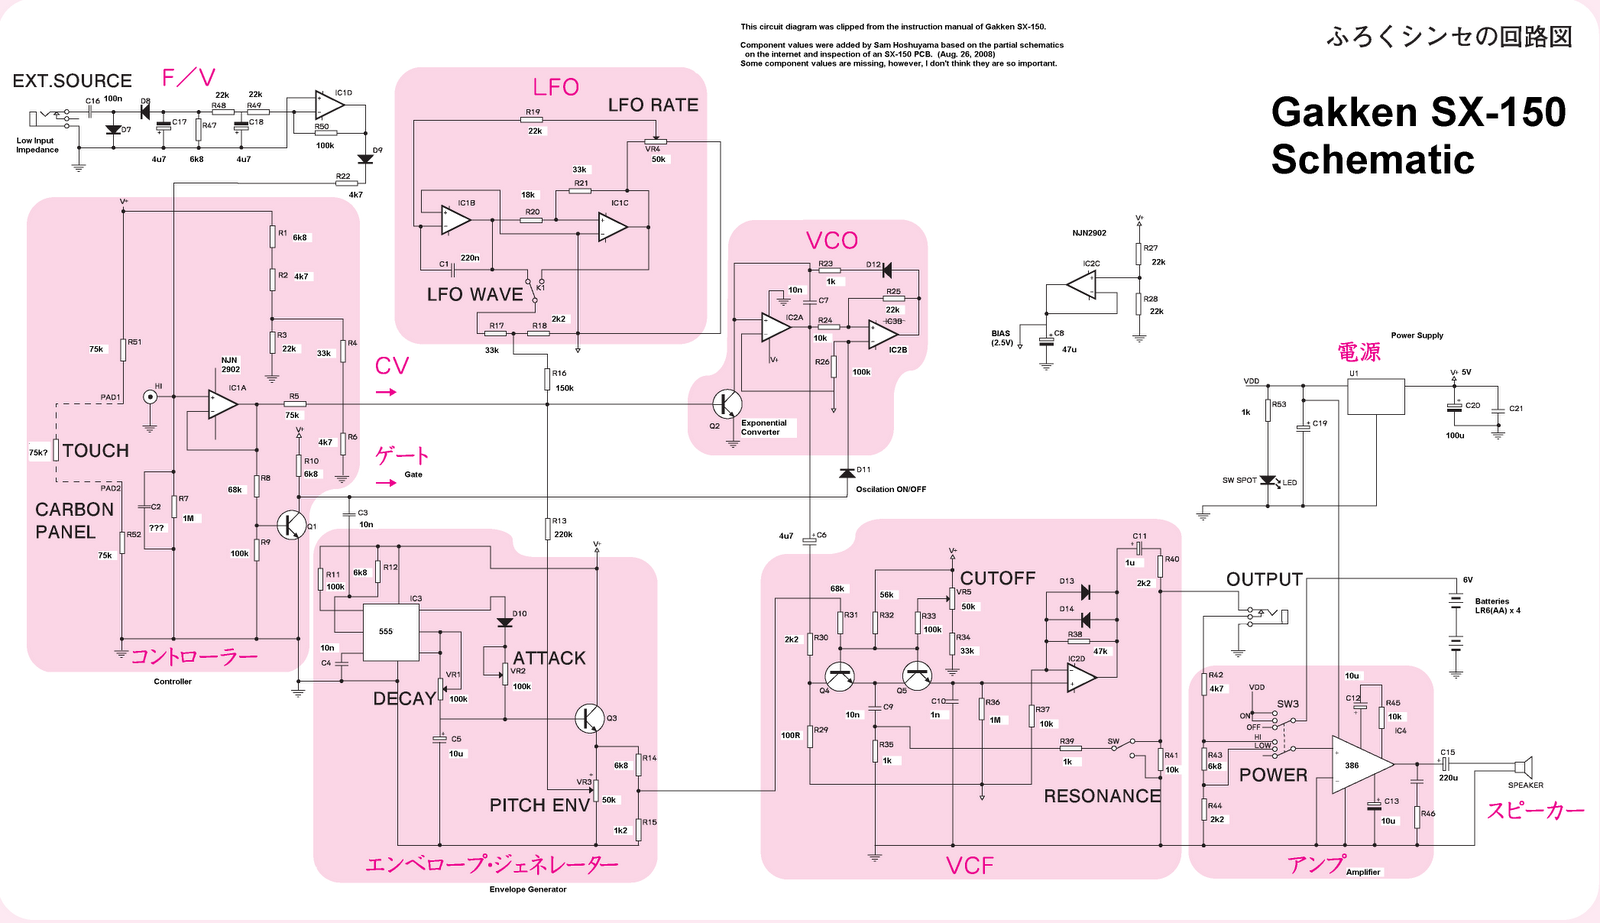 This circuit diagram was clipped from the instruction manual of Gakken SX-150.
Component values were added by Sam Hoshuyama based on the partial schematics
on the internet and inspection of an SX-150 PCB. (Aug. 26, 2008)
Some component values are missing, however, I don't think they are so important.
ふろくシンセの回路図
Gakken SX-150
Schematic
EXT.SOURCE
F/V
C16
100n
D8
22k
R48
22k
R49
IC1D
D7
C17
R47
C18
R50
100k
D9
Low Input
Impedance
4u7
6k8
4u7
R22
4k7
LFO
LFO RATE
R19
22k
VR4
50k
33k
R21
18k
R20
IC1B
IC1C
C1
220n
LFO WAVE
K1
R17
33k
2k2
R18
R16
150k
V+
R1
6k8
R2
4k7
R3
22k
R4
33k
R51
75k
NJN
2902
IC1A
HI
PAD1
R5
75k
TOUCH
75k?
V+
R10
6k8
4k7
R6
PAD2
CARBON
PANEL
C2
???
R7
1M
R8
68k
R9
100k
Q1
R52
75k
コントローラー
Controller
CV
→
ゲート
Gate
→
VCO
R23
1k
D12
10n
C7
R25
22k
IC2A
R24
10k
IC3B
IC2B
V+
R26
100k
Q2
Exponential
Converter
D11
Oscilation ON/OFF
NJN2902
V+
R27
22k
IC2C
R28
22k
BIAS
(2.5V)
C8
47u
電源
Power Supply
VDD
U1
V+ 5V
R53
1k
C19
C20
100u
C21
SW SPOT
LED
C3
10n
R13
220k
V+
R11
100k
6k8
R12
IC3
555
10n
C4
D10
ATTACK
VR2
100k
DECAY
VR1
100k
C5
10u
Q3
R14
6k8
VR3
50k
PITCH ENV
R15
1k2
エンベロープ・ジェネレーター
Envelope Generator
4u7
C6
V+
CUTOFF
VR5
50k
68k
R31
56k
R32
R33
100k
R34
33k
2k2
R30
Q4
Q5
C9
10n
C10
1n
R36
1M
R37
10k
R29
100R
R35
1k
R39
1k
SW
RESONANCE
D13
D14
R38
47k
IC2D
C11
1u
R40
2k2
R41
10k
VCF
OUTPUT
6V
Batteries
LR6(AA) x 4
R42
4k7
VDD
SW3
ON
OFF
HI
LOW
POWER
R43
6k8
R44
2k2
10u
C12
R45
10k
IC4
386
C13
10u
R46
C15
220u
SPEAKER
スピーカー
アンプ
Amplifier